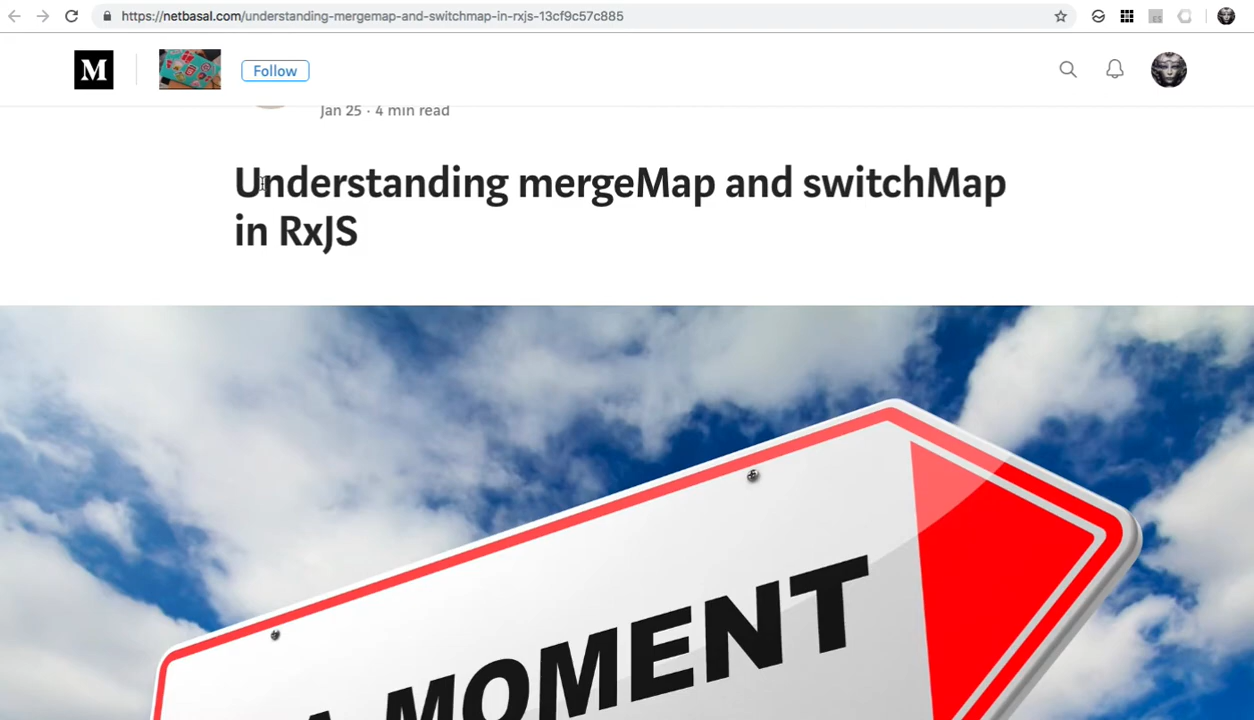 https://netbasal.com/understanding-mergemap-and-switchmap-in-rxjs-13cf9c57c885
ES
M
Follow
Jan 25 · 4 min read
Understanding mergeMap and switchMap
in RxJS
MOMENT